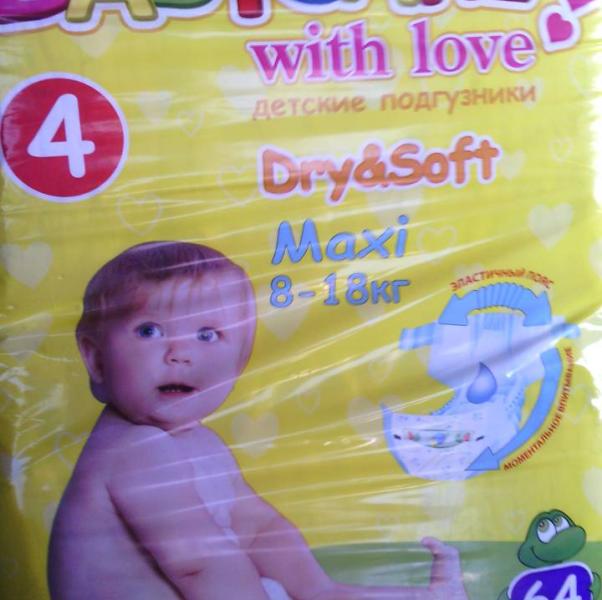 with love
детские подгузники
4
Dry&Soft
Maxi
8-18кг
ЭЛАСТИЧНЫЙ ПОЯС
МОМЕНТАЛЬНОЕ ВПИТЫВАНИЕ
64